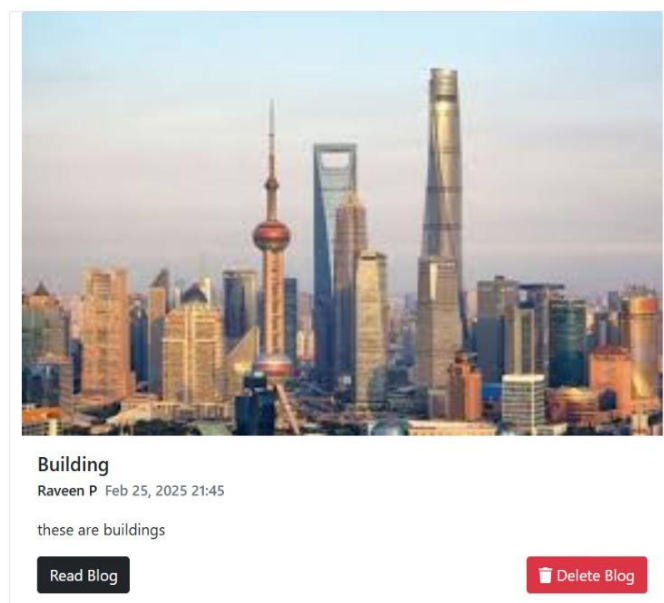 Building
Raveen P Feb 25, 2025 21:45
these are buildings
Read Blog
Delete Blog